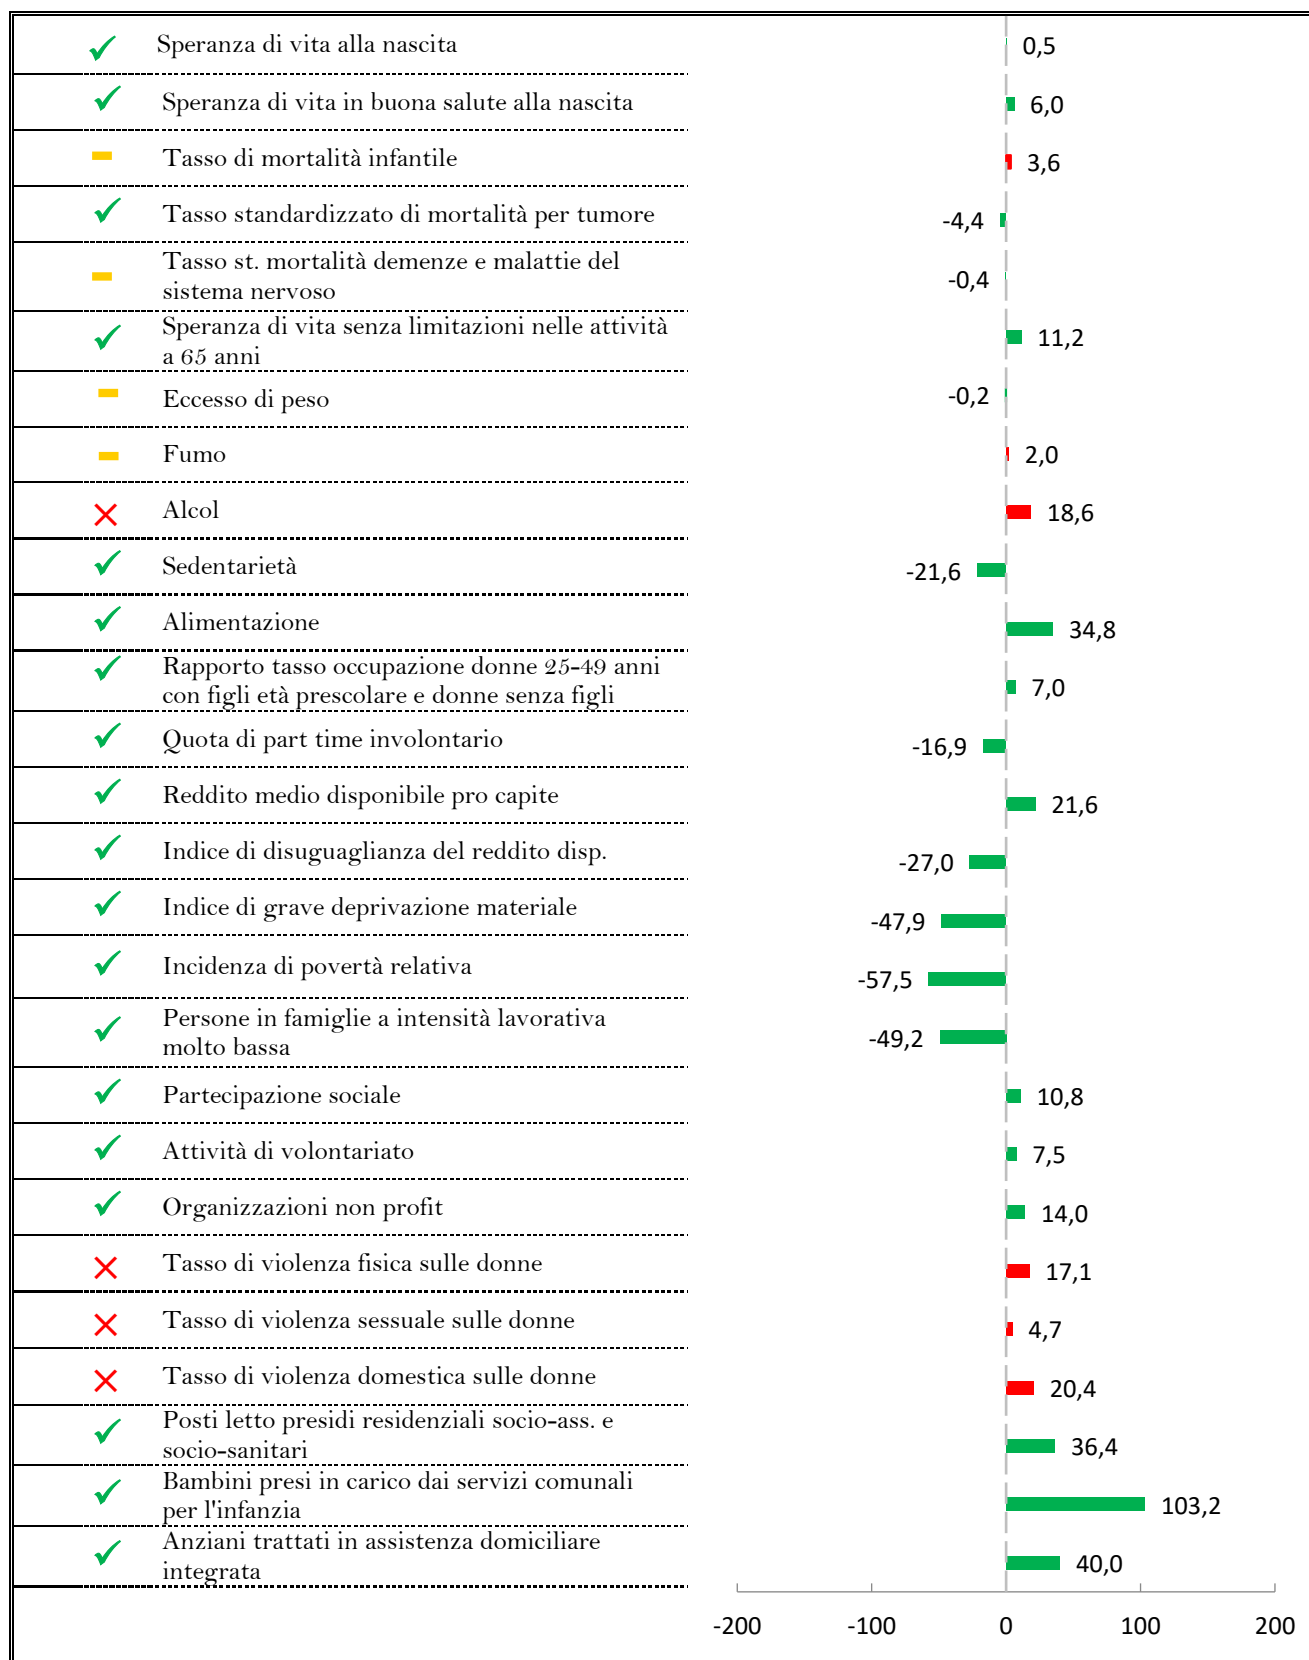 Speranza di vita alla nascita
0,5
Speranza di vita in buona salute alla nascita
6,0
Tasso di mortalità infantile
3,6
Tasso standardizzato di mortalità per tumore
-4,4
Tasso st. mortalità demenze e malattie del
sistema nervoso
-0,4
Speranza di vita senza limitazioni nelle attività
a 65 anni
11,2
Eccesso di peso
-0,2
Fumo
2,0
Alcol
18,6
Sedentarietà
-21,6
Alimentazione
34,8
Rapporto tasso occupazione donne 25-49 anni
con figli età prescolare e donne senza figli
7,0
Quota di part time involontario
-16,9
Reddito medio disponibile pro capite
21,6
Indice di disuguaglianza del reddito disp.
-27,0
Indice di grave deprivazione materiale
-47,9
Incidenza di povertà relativa
-57,5
Persone in famiglie a intensità lavorativa
molto bassa
-49,2
Partecipazione sociale
10,8
Attività di volontariato
7,5
Organizzazioni non profit
14,0
Tasso di violenza fisica sulle donne
17,1
Tasso di violenza sessuale sulle donne
4,7
Tasso di violenza domestica sulle donne
20,4
Posti letto presidi residenziali socio-ass. e
socio-sanitari
36,4
Bambini presi in carico dai servizi comunali
per l'infanzia
103,2
Anziani trattati in assistenza domiciliare
integrata
40,0
-200 -100 0 100 200